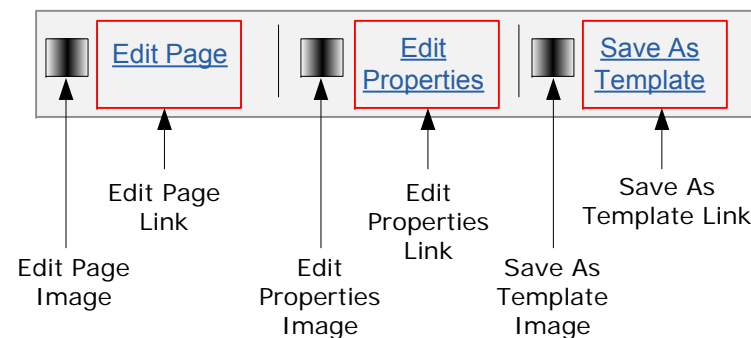 Edit Page
Edit
Properties
Save As
Template
Edit Page
Link
Edit
Properties
Link
Save As
Template Link
Edit Page
Image
Edit
Properties
Image
Save As
Template
Image